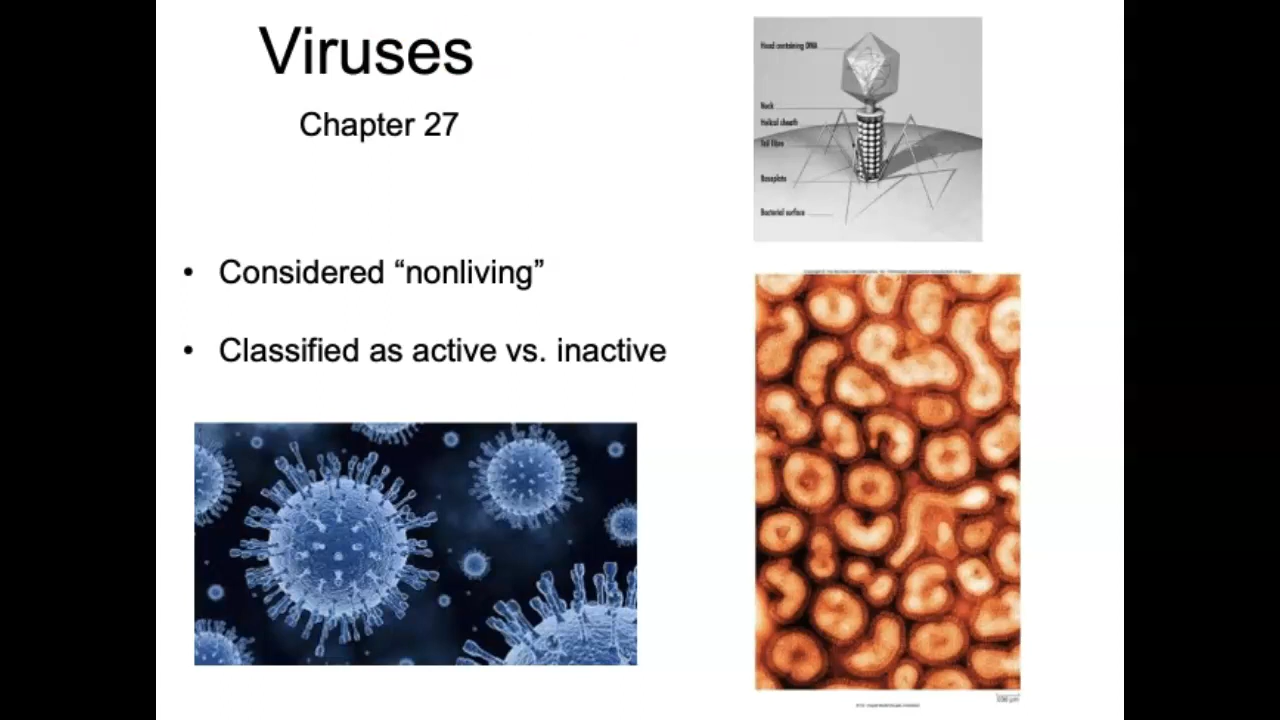 Viruses
Chapter 27
• Considered “nonliving”
• Classified as active vs. inactive
Head containing DNA
Neck
Helical sheath
Tail fibre
Baseplate
Bacterial surface